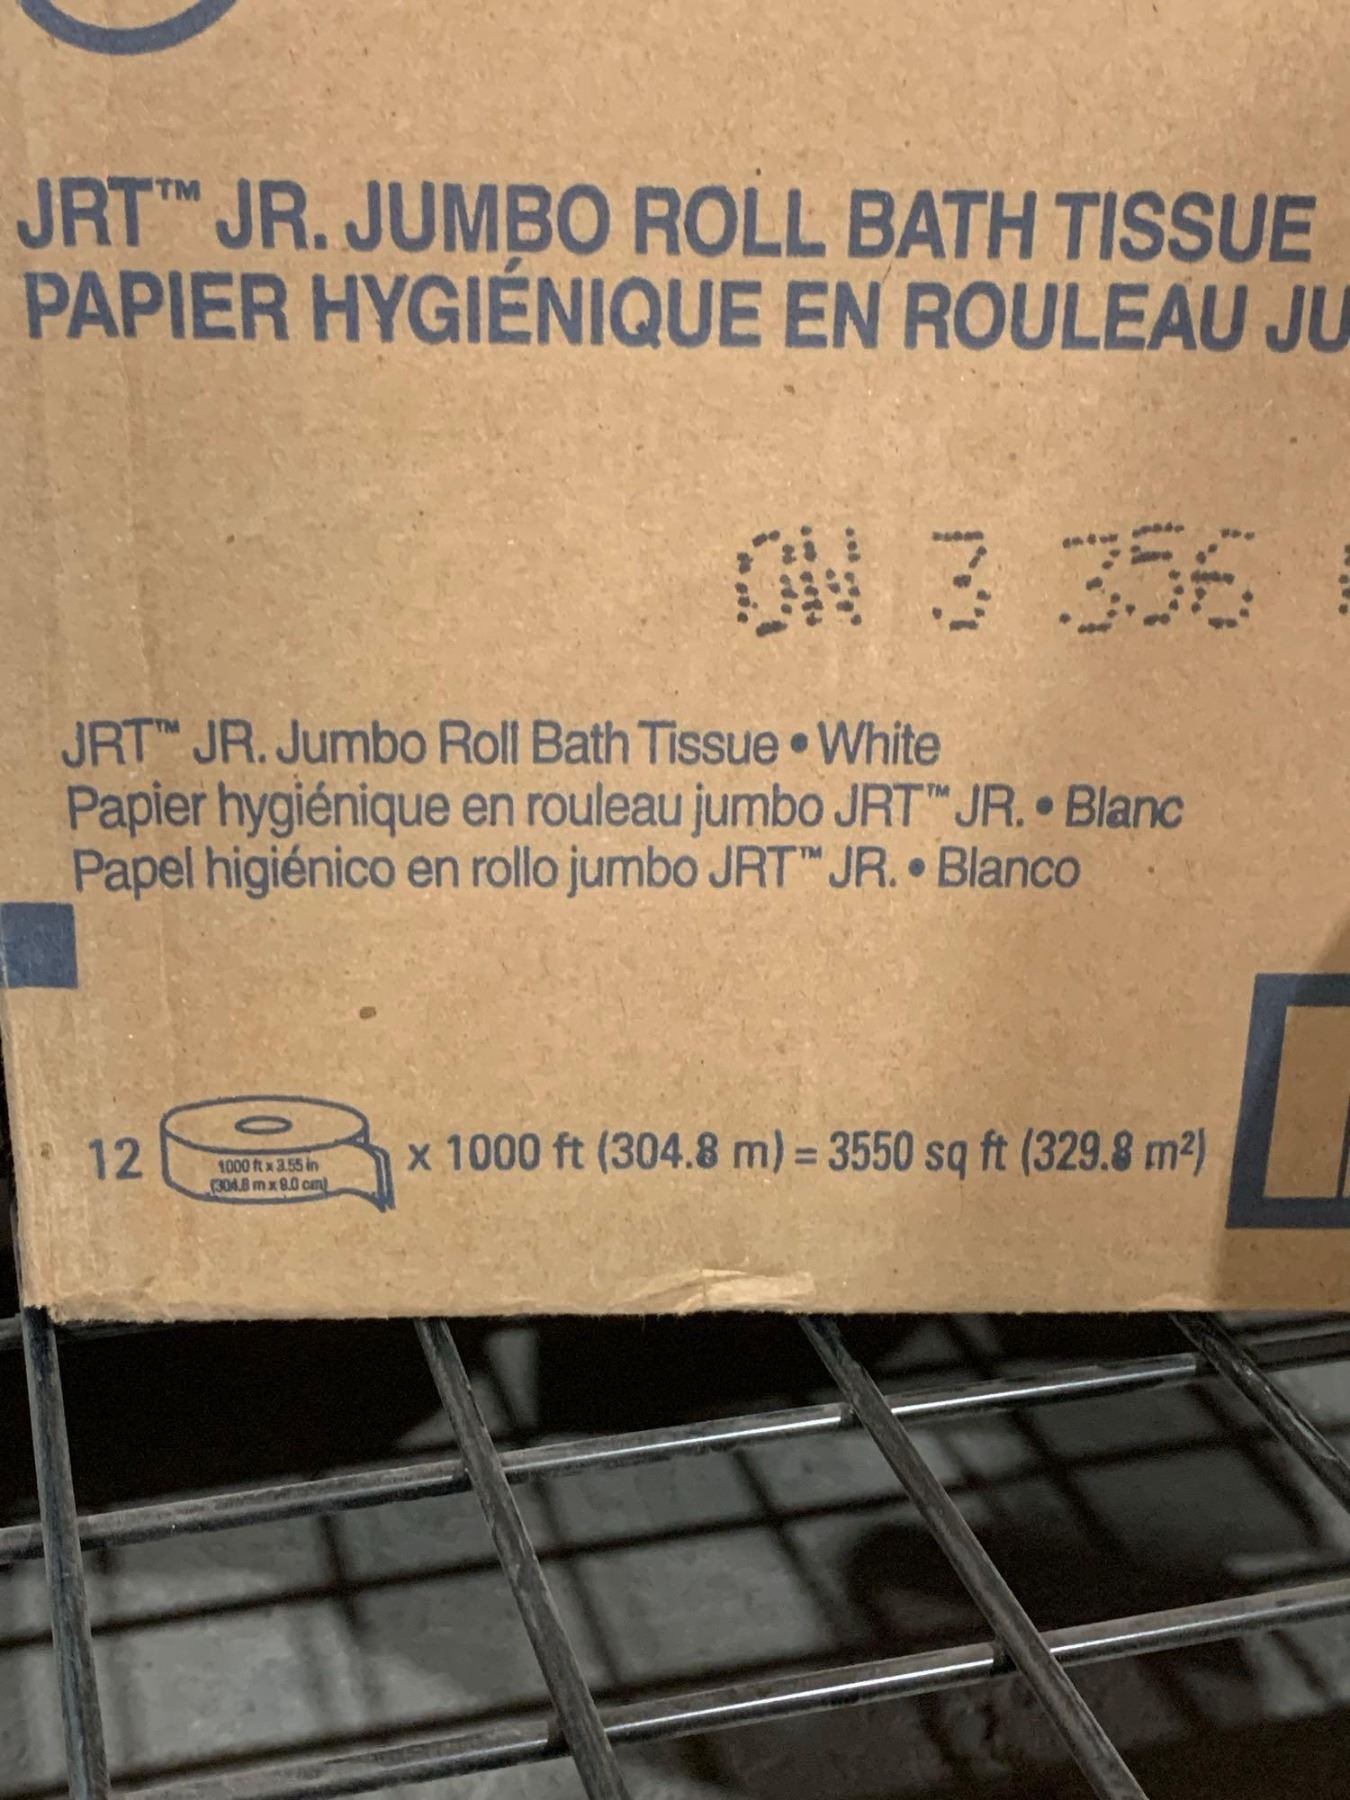 JRT™ JR. JUMBO ROLL BATH TISSUE
PAPIER HYGIÉNIQUE EN ROULEAU JU
3 356
JRT™ JR. Jumbo Roll Bath Tissue • White
Papier hygiénique en rouleau jumbo JRT™ JR. • Blanc
Papel higiénico en rollo jumbo JRT™ JR. • Blanco
12
1000 ft x 3.55 in
(304.8 m x 9.0 cm)
x 1000 ft (304.8 m) = 3550 sq ft (329.8 m²)